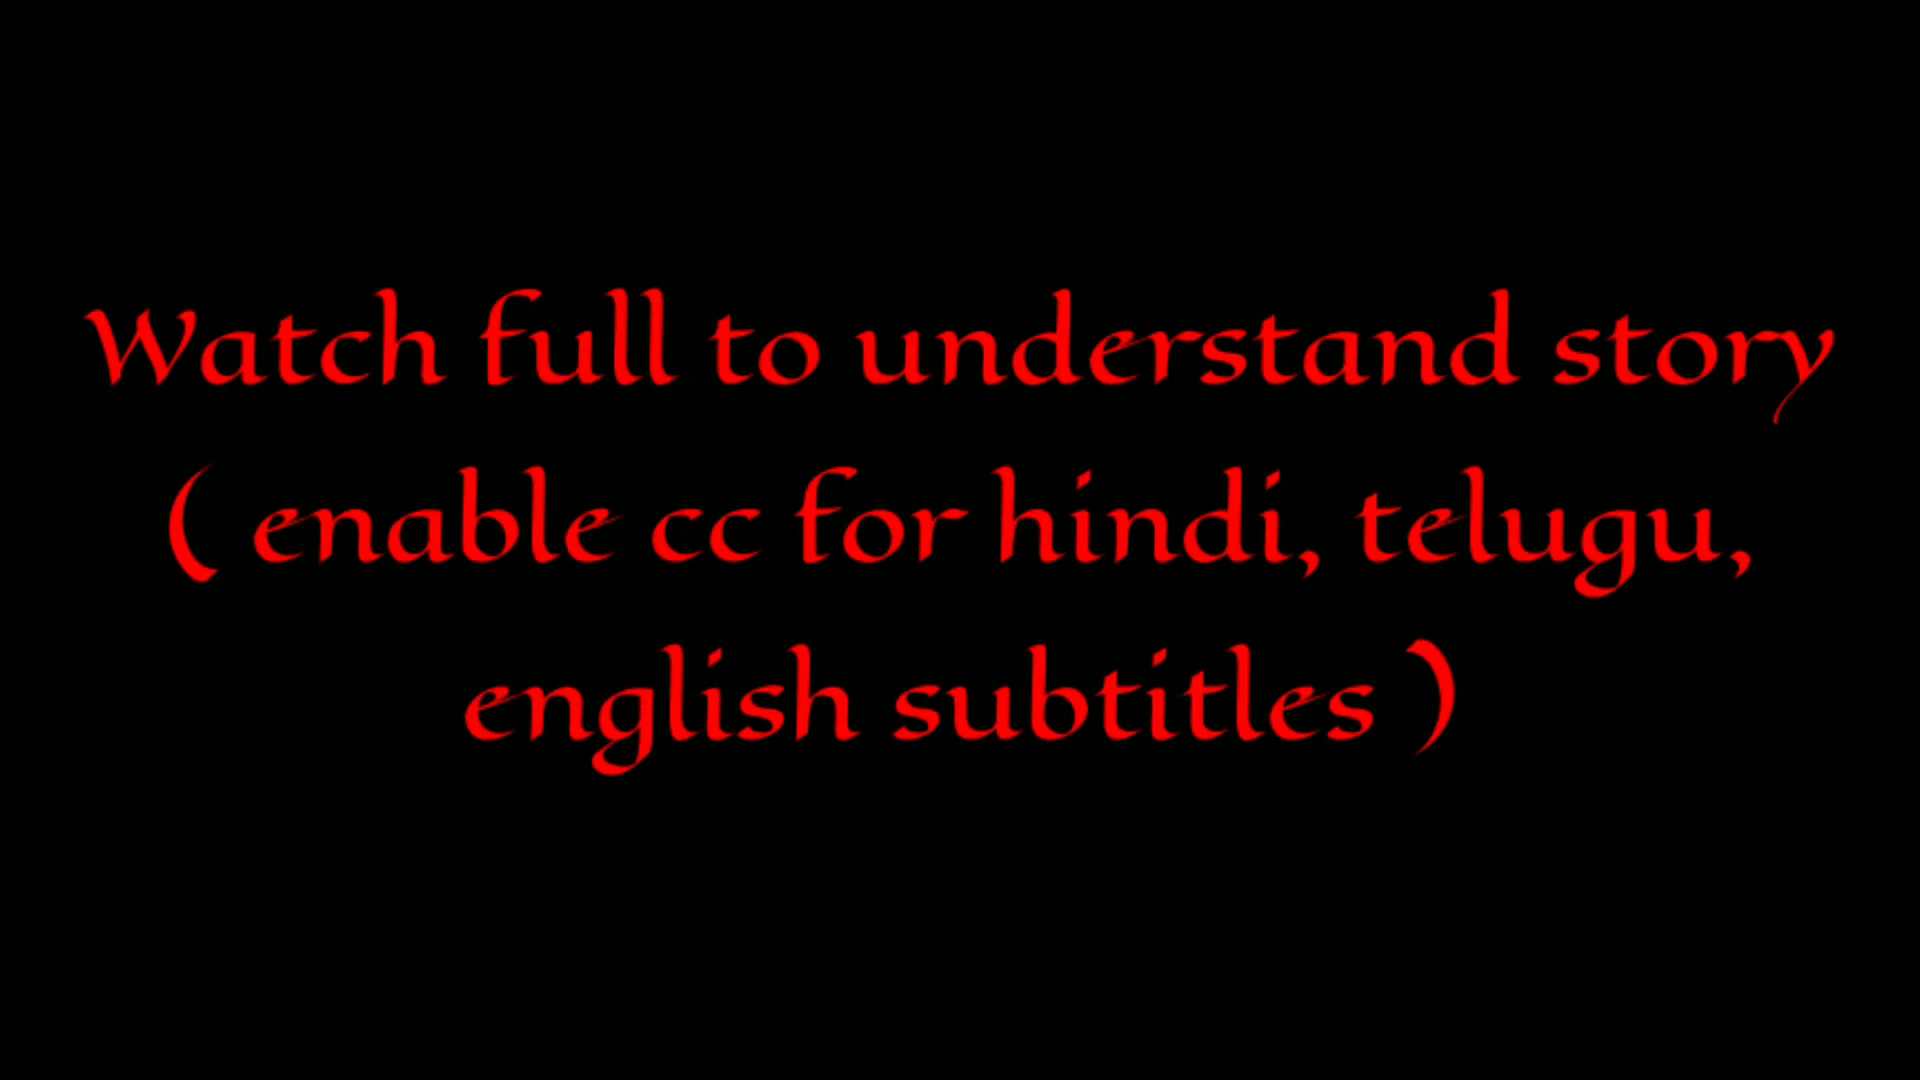 Watch full to understand story
( enable cc for hindi, telugu,
english subtitles )